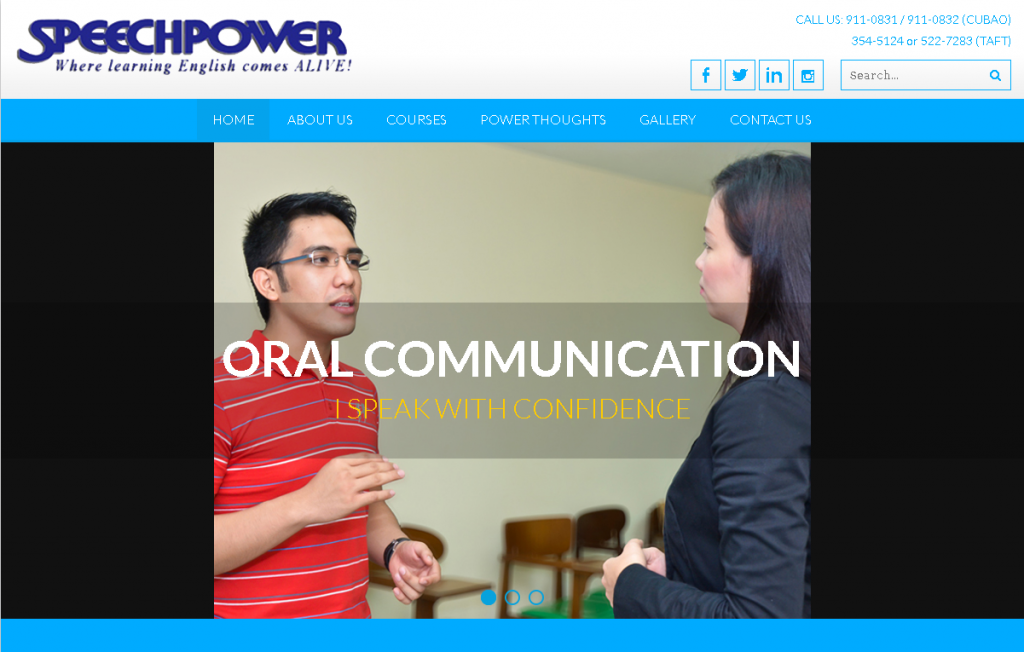 SPEECHPOWER
Where learning English comes ALIVE!
CALL US: 911-0831 / 911-0832 (CUBAO)
354-5124 or 522-7283 (TAFT)
Search...
HOME ABOUT US COURSES POWER THOUGHTS GALLERY CONTACT US
ORAL COMMUNICATION
I SPEAK WITH CONFIDENCE